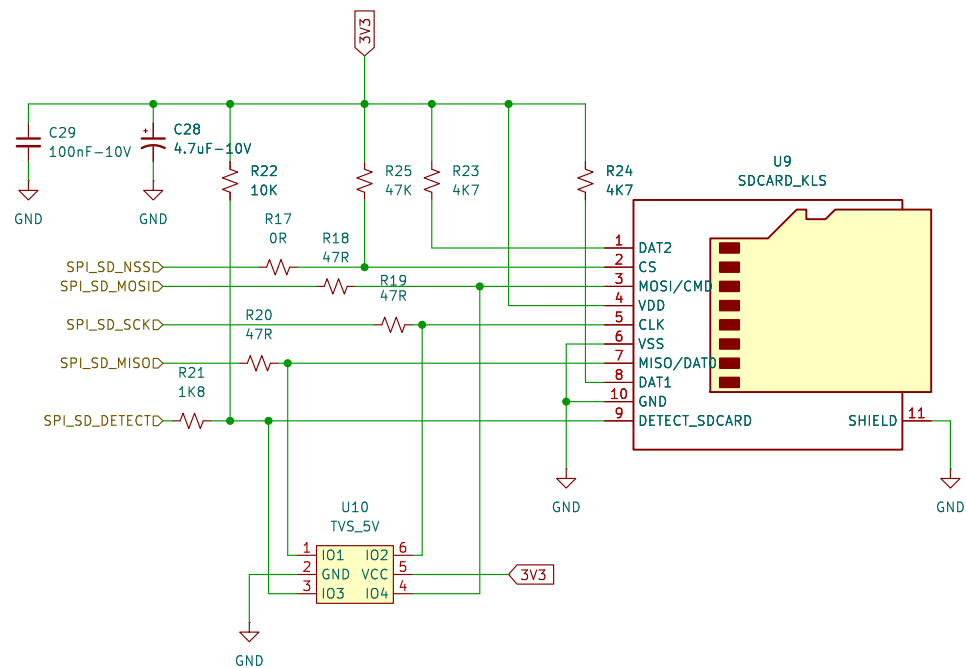 3V3
C29
100nF-10V
C28
4.7uF-10V
+
GND
GND
R22
10K
R25
47K
R23
4K7
R24
4K7
U9
SDCARD_KLS
R17
0R
R18
47R
R19
47R
R20
47R
R21
1K8
SPI_SD_NSS
SPI_SD_MOSI
SPI_SD_SCK
SPI_SD_MISO
SPI_SD_DETECT
1 DAT2
2 CS
3 MOSI/CMD
4 VDD
5 CLK
6 VSS
7 MISO/DAT0
8 DAT1
10 GND
9 DETECT_SDCARD
SHIELD 11
GND
GND
U10
TVS_5V
1 IO1 IO2 6
2 GND VCC 5
3 IO3 IO4 4
3V3
GND